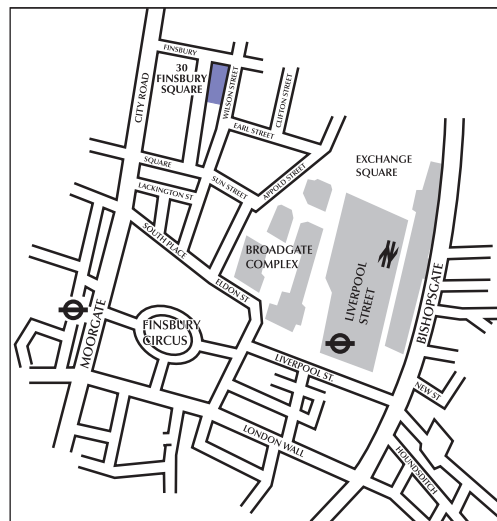 FINSBURY
30
FINSBURY
SQUARE
CITY ROAD
WILSON STREET
CLIFTON STREET
EARL STREET
SQUARE
SUN STREET
APPOLD STREET
EXCHANGE
SQUARE
LACKINGTON ST
SOUTH PLACE
BROADGATE
COMPLEX
ELDON ST
LIVERPOOL
STREET
BISHOPSGATE
MOORGATE
FINSBURY
CIRCUS
LIVERPOOL ST.
NEW ST
LONDON WALL
HOUNDSDITCH